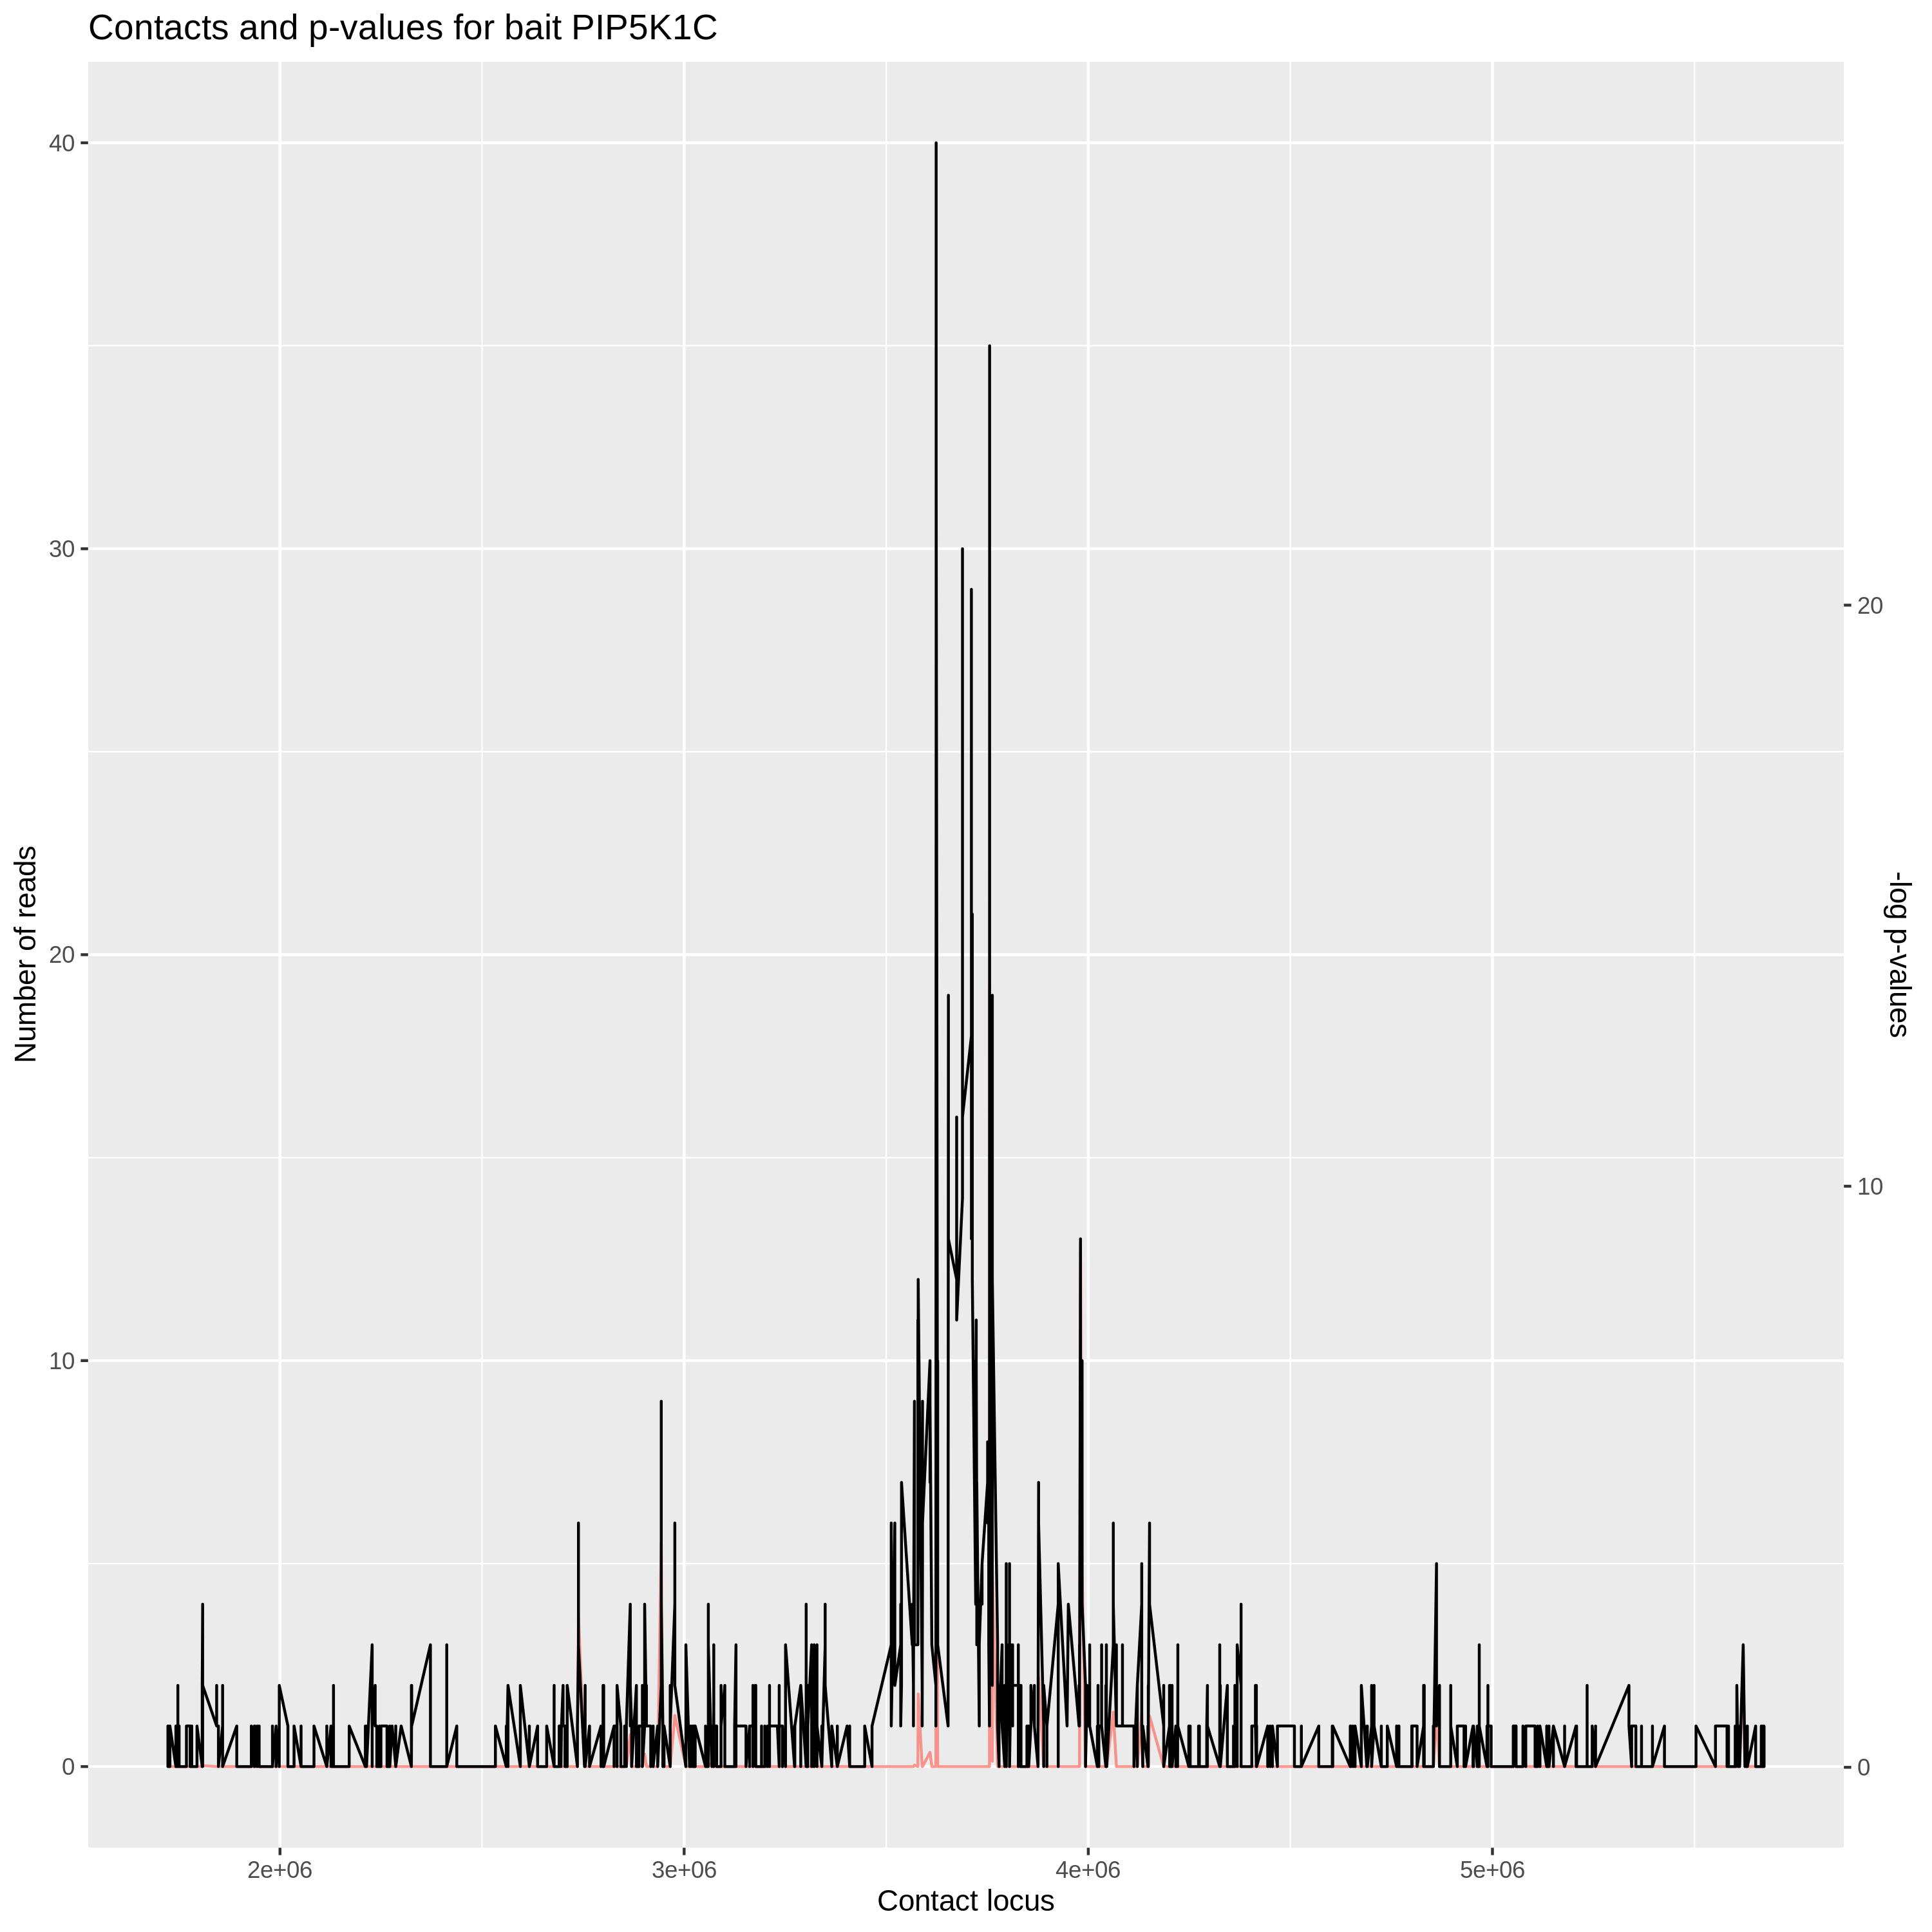 Contacts and p-values for bait PIP5K1C
40
30
20
10
0
Number of reads
20
10
0
-log p-values
2e+06
3e+06
4e+06
5e+06
Contact locus